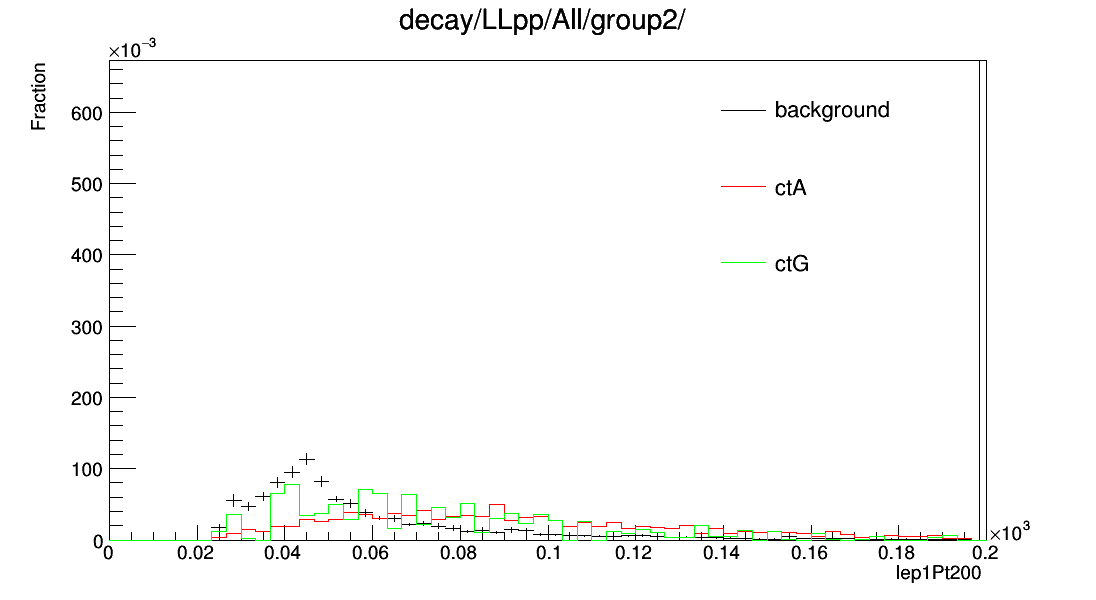 decay/LLpp/All/group2/
×10⁻³
Fraction
600
500
400
300
200
100
0
background
ctA
ctG
0 0.02 0.04 0.06 0.08 0.1 0.12 0.14 0.16 0.18 0.2
×10³
lep1Pt200